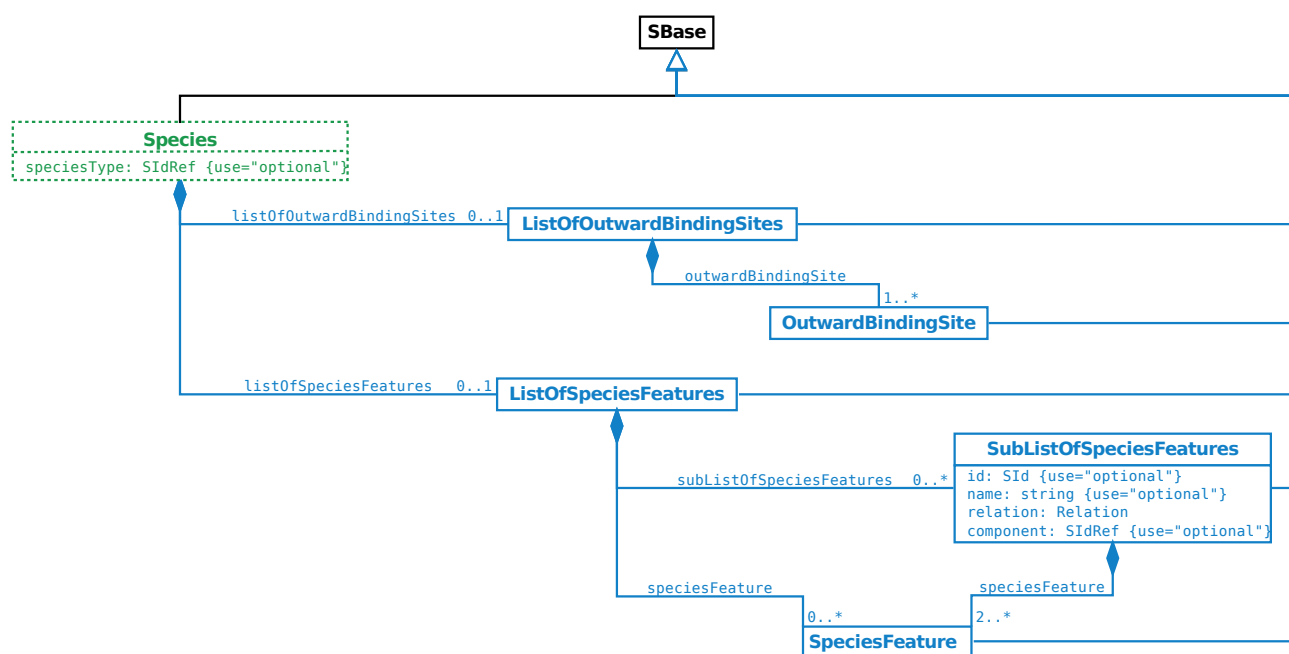 SBase
Species
speciesType: SIdRef {use="optional"}
listOfOutwardBindingSites 0..1
ListOfOutwardBindingSites
outwardBindingSite
1..*
OutwardBindingSite
listOfSpeciesFeatures 0..1
ListOfSpeciesFeatures
SubListOfSpeciesFeatures
subListOfSpeciesFeatures 0..*
id: SId {use="optional"}
name: string {use="optional"}
relation: Relation
component: SIdRef {use="optional"}
speciesFeature
speciesFeature
0..*
2..*
SpeciesFeature